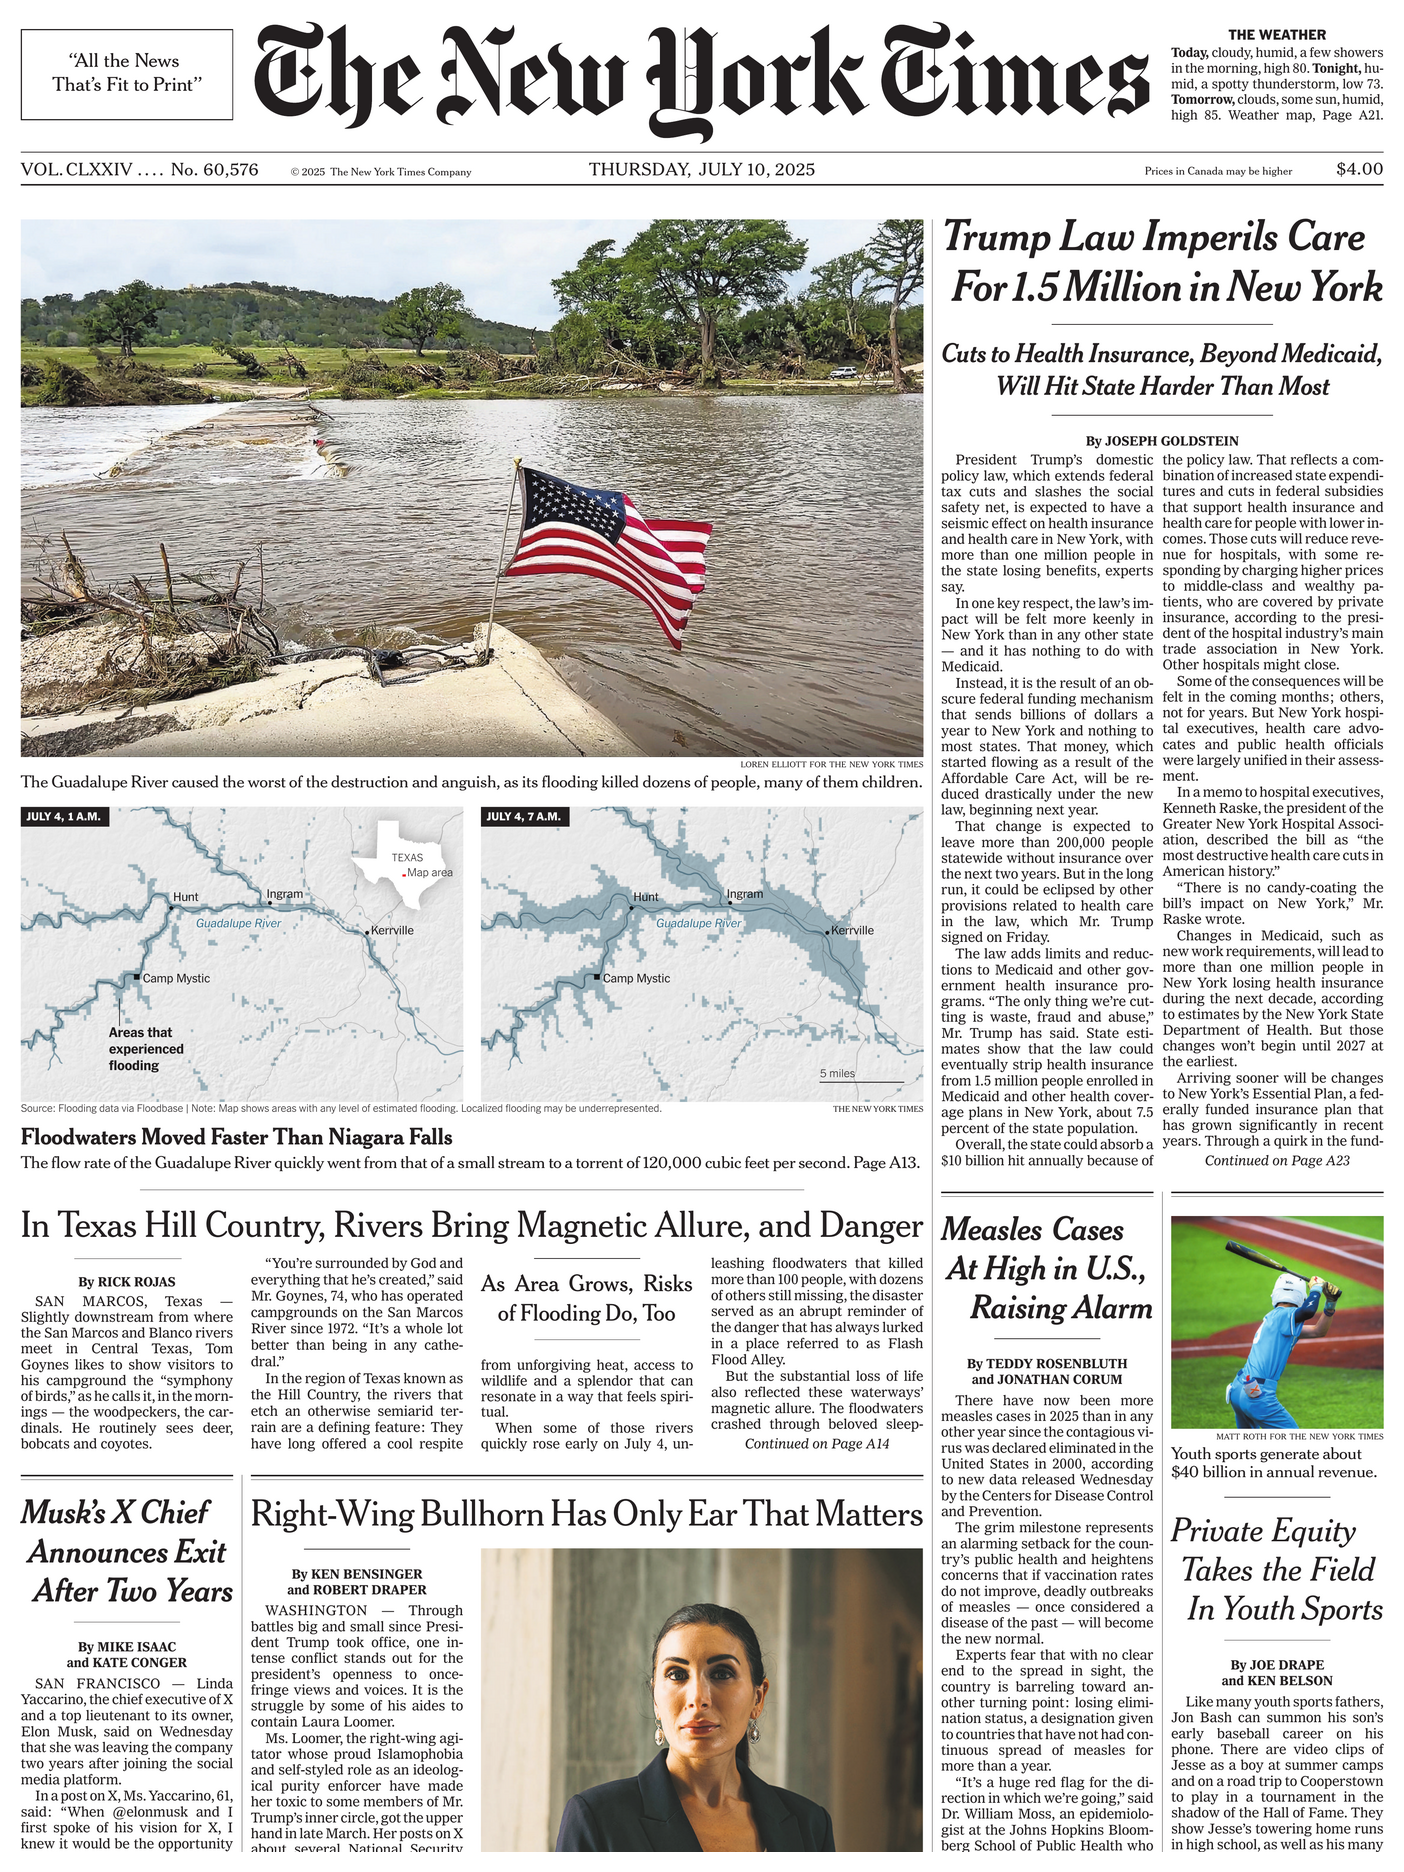 “All the News
That’s Fit to Print”
The New York Times
THE WEATHER
Today, cloudy, humid, a few showers
in the morning, high 80. Tonight, hu-
mid, a spotty thunderstorm, low 73.
Tomorrow, clouds, some sun, humid,
high 85. Weather map, Page A21.
VOL. CLXXIV .... No. 60,576
© 2025 The New York Times Company
THURSDAY, JULY 10, 2025
Prices in Canada may be higher
$4.00
LOREN ELLIOTT FOR THE NEW YORK TIMES
The Guadalupe River caused the worst of the destruction and anguish, as its flooding killed dozens of people, many of them children.
JULY 4, 1 A.M.
TEXAS
Map area
Hunt
Ingram
Guadalupe River
Kerrville
Camp Mystic
Areas that
experienced
flooding
JULY 4, 7 A.M.
Hunt
Ingram
Guadalupe River
Kerrville
Camp Mystic
5 miles
Source: Flooding data via Floodbase | Note: Map shows areas with any level of estimated flooding. Localized flooding may be underrepresented.
THE NEW YORK TIMES
Floodwaters Moved Faster Than Niagara Falls
The flow rate of the Guadalupe River quickly went from that of a small stream to a torrent of 120,000 cubic feet per second. Page A13.
Trump Law Imperils Care
For 1.5 Million in New York
Cuts to Health Insurance, Beyond Medicaid,
Will Hit State Harder Than Most
By JOSEPH GOLDSTEIN
President Trump’s domestic
policy law, which extends federal
tax cuts and slashes the social
safety net, is expected to have a
seismic effect on health insurance
and health care in New York, with
more than one million people in
the state losing benefits, experts
say.
In one key respect, the law’s im-
pact will be felt more keenly in
New York than in any other state
— and it has nothing to do with
Medicaid.
Instead, it is the result of an ob-
scure federal funding mechanism
that sends billions of dollars a
year to New York and nothing to
most states. That money, which
started flowing as a result of the
Affordable Care Act, will be re-
duced drastically under the new
law, beginning next year.
That change is expected to
leave more than 200,000 people
statewide without insurance over
the next two years. But in the long
run, it could be eclipsed by other
provisions related to health care
in the law, which Mr. Trump
signed on Friday.
The law adds limits and reduc-
tions to Medicaid and other gov-
ernment health insurance pro-
grams. “The only thing we’re cut-
ting is waste, fraud and abuse,”
Mr. Trump has said. State esti-
mates show that the law could
eventually strip health insurance
from 1.5 million people enrolled in
Medicaid and other health cover-
age plans in New York, about 7.5
percent of the state population.
Overall, the state could absorb a
$10 billion hit annually because of
the policy law. That reflects a com-
bination of increased state expendi-
tures and cuts in federal subsidies
that support health insurance and
health care for people with lower in-
comes. Those cuts will reduce reve-
nue for hospitals, with some re-
sponding by charging higher prices
to middle-class and wealthy pa-
tients, who are covered by private
insurance, according to the presi-
dent of the hospital industry’s main
trade association in New York.
Other hospitals might close.
Some of the consequences will be
felt in the coming months; others,
not for years. But New York hospi-
tal executives, health care advo-
cates and public health officials
were largely unified in their assess-
ment.
In a memo to hospital executives,
Kenneth Raske, the president of the
Greater New York Hospital Associ-
ation, described the bill as “the
most destructive health care cuts in
American history.”
“There is no candy-coating the
bill’s impact on New York,” Mr.
Raske wrote.
Changes in Medicaid, such as
new work requirements, will lead to
more than one million people in
New York losing health insurance
during the next decade, according
to estimates by the New York State
Department of Health. But those
changes won’t begin until 2027 at
the earliest.
Arriving sooner will be changes
to New York’s Essential Plan, a fed-
erally funded insurance plan that
has grown significantly in recent
years. Through a quirk in the fund-
Continued on Page A23
In Texas Hill Country, Rivers Bring Magnetic Allure, and Danger
By RICK ROJAS
SAN MARCOS, Texas —
Slightly downstream from where
the San Marcos and Blanco rivers
meet in Central Texas, Tom
Goynes likes to show visitors to
his campground the “symphony
of birds,” as he calls it, in the morn-
ings — the woodpeckers, the car-
dinals. He routinely sees deer,
bobcats and coyotes.
“You’re surrounded by God and
everything that he’s created,” said
Mr. Goynes, 74, who has operated
campgrounds on the San Marcos
River since 1972. “It’s a whole lot
better than being in any cathe-
dral.”
In the region of Texas known as
the Hill Country, the rivers that
etch an otherwise semiarid ter-
rain are a defining feature: They
have long offered a cool respite
As Area Grows, Risks
of Flooding Do, Too
from unforgiving heat, access to
wildlife and a splendor that can
resonate in a way that feels spiri-
tual.
When some of those rivers
quickly rose early on July 4, un-
leashing floodwaters that killed
more than 100 people, with dozens
of others still missing, the disaster
served as an abrupt reminder of
the danger that has always lurked
in a place referred to as Flash
Flood Alley.
But the substantial loss of life
also reflected these waterways’
magnetic allure. The floodwaters
crashed through beloved sleep-
Continued on Page A14
Measles Cases
At High in U.S.,
Raising Alarm
By TEDDY ROSENBLUTH
and JONATHAN CORUM
There have now been more
measles cases in 2025 than in any
other year since the contagious vi-
rus was declared eliminated in the
United States in 2000, according
to new data released Wednesday
by the Centers for Disease Control
and Prevention.
The grim milestone represents
an alarming setback for the coun-
try’s public health and heightens
concerns that if vaccination rates
do not improve, deadly outbreaks
of measles — once considered a
disease of the past — will become
the new normal.
Experts fear that with no clear
end to the spread in sight, the
country is barreling toward an-
other turning point: losing elimi-
nation status, a designation given
to countries that have not had con-
tinuous spread of measles for
more than a year.
“It’s a huge red flag for the di-
rection in which we’re going,” said
Dr. William Moss, an epidemiolo-
gist at the Johns Hopkins Bloom-
berg School of Public Health who
MATT ROTH FOR THE NEW YORK TIMES
Youth sports generate about
$40 billion in annual revenue.
Private Equity
Takes the Field
In Youth Sports
By JOE DRAPE
and KEN BELSON
Like many youth sports fathers,
Jon Bash can summon his son’s
early baseball career on his
phone. There are video clips of
Jesse as a boy at summer camps
and on a road trip to Cooperstown
to play in a tournament in the
shadow of the Hall of Fame. They
show Jesse’s towering home runs
in high school, as well as his many
Musk’s X Chief
Announces Exit
After Two Years
By MIKE ISAAC
and KATE CONGER
SAN FRANCISCO — Linda
Yaccarino, the chief executive of X
and a top lieutenant to its owner,
Elon Musk, said on Wednesday
that she was leaving the company
two years after joining the social
media platform.
In a post on X, Ms. Yaccarino, 61,
said: “When @elonmusk and I
first spoke of his vision for X, I
knew it would be the opportunity
Right-Wing Bullhorn Has Only Ear That Matters
By KEN BENSINGER
and ROBERT DRAPER
WASHINGTON — Through
battles big and small since Presi-
dent Trump took office, one in-
tense conflict stands out for the
president’s openness to once-
fringe views and voices. It is the
struggle by some of his aides to
contain Laura Loomer.
Ms. Loomer, the right-wing agi-
tator whose proud Islamophobia
and self-styled role as an ideolog-
ical purity enforcer have made
her toxic to some members of Mr.
Trump’s inner circle, got the upper
hand in late March. Her posts on X
about several National Security